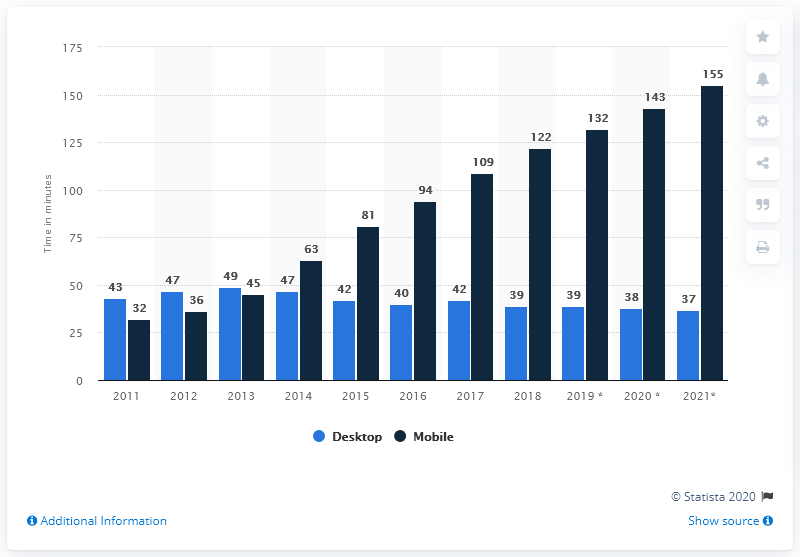 175
150
125
100
75
50
25
0
Time in minutes
43 32 47 36 49 45 47 63 42 81 40 94 42 109 39 122 39 132 38 143 37 155
2011 2012 2013 2014 2015 2016 2017 2018 2019 * 2020 * 2021*
Desktop Mobile
© Statista 2020
Additional Information Show source